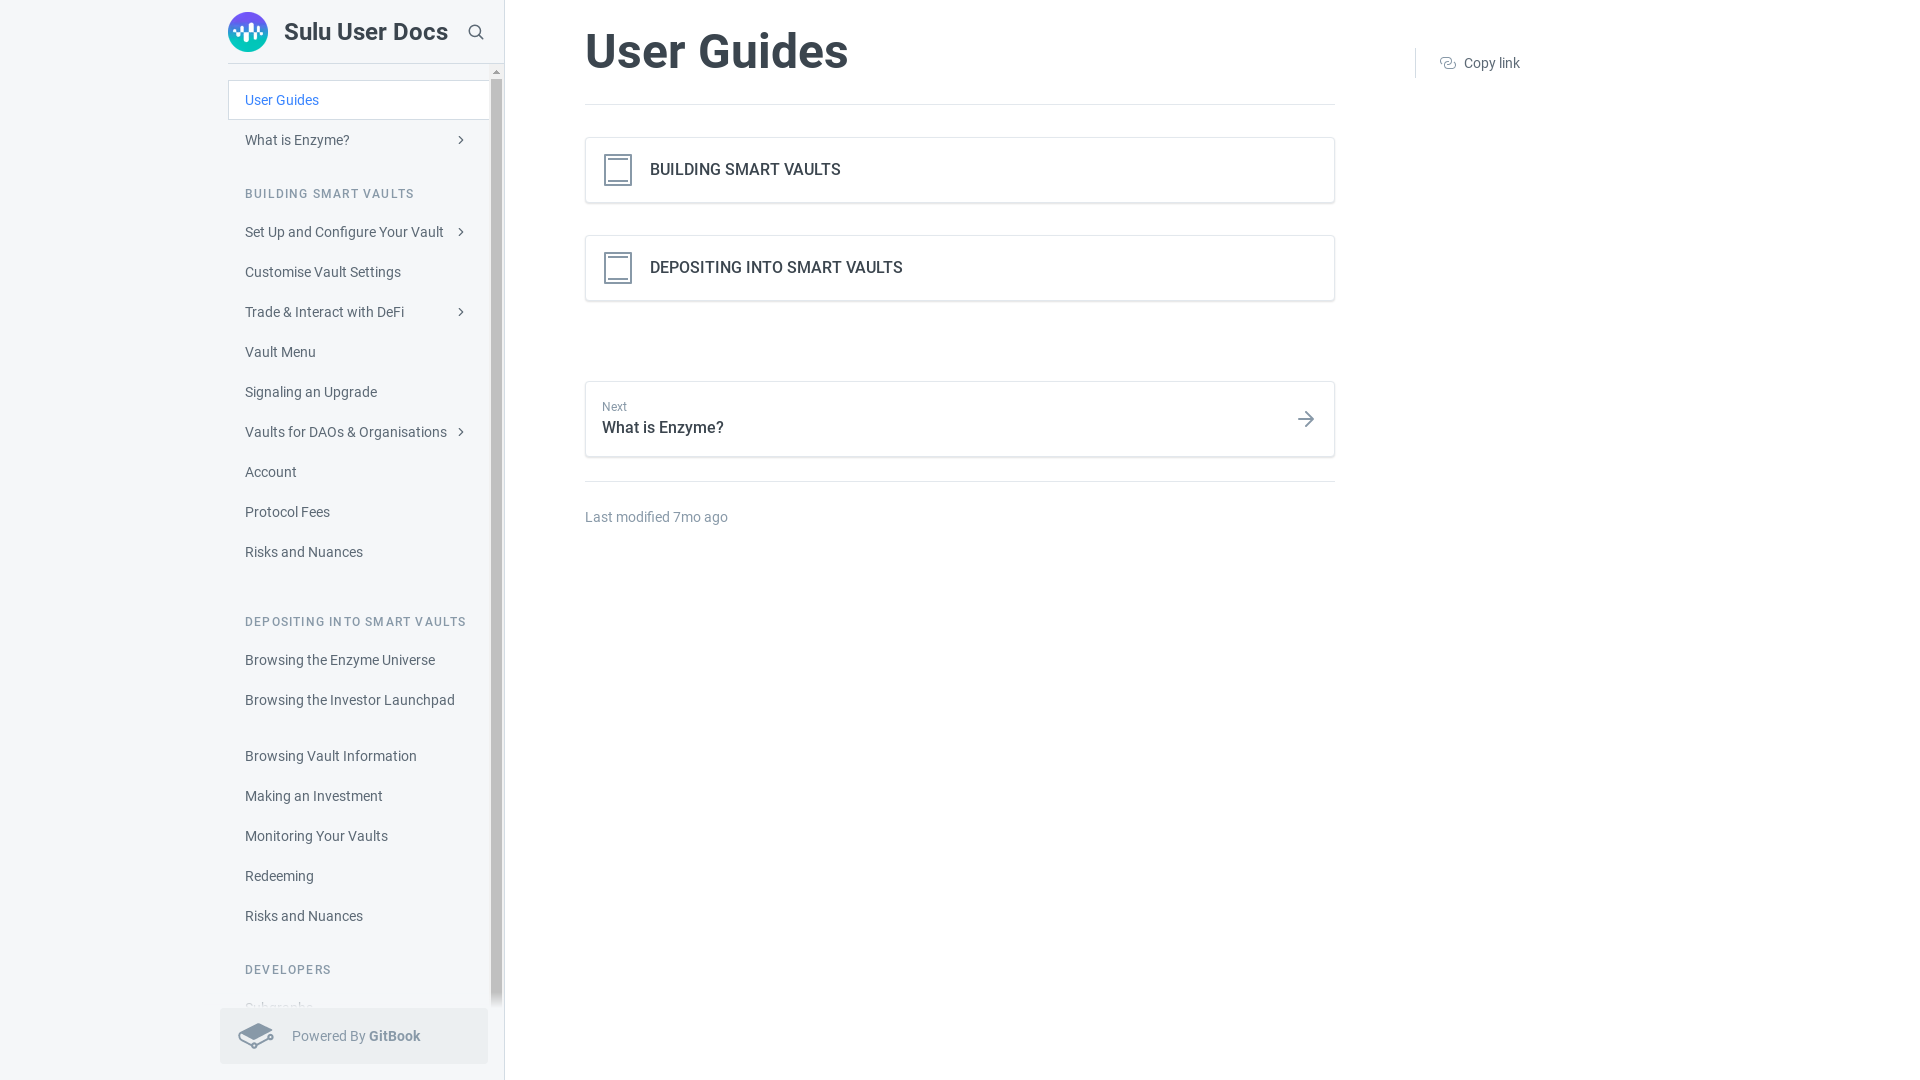 Sulu User Docs
User Guides
What is Enzyme?
BUILDING SMART VAULTS
Set Up and Configure Your Vault
Customise Vault Settings
Trade & Interact with DeFi
Vault Menu
Signaling an Upgrade
Vaults for DAOs & Organisations
Account
Protocol Fees
Risks and Nuances
DEPOSITING INTO SMART VAULTS
Browsing the Enzyme Universe
Browsing the Investor Launchpad
Browsing Vault Information
Making an Investment
Monitoring Your Vaults
Redeeming
Risks and Nuances
DEVELOPERS
Powered By GitBook
User Guides
BUILDING SMART VAULTS
DEPOSITING INTO SMART VAULTS
Next
What is Enzyme?
Last modified 7mo ago
Copy link